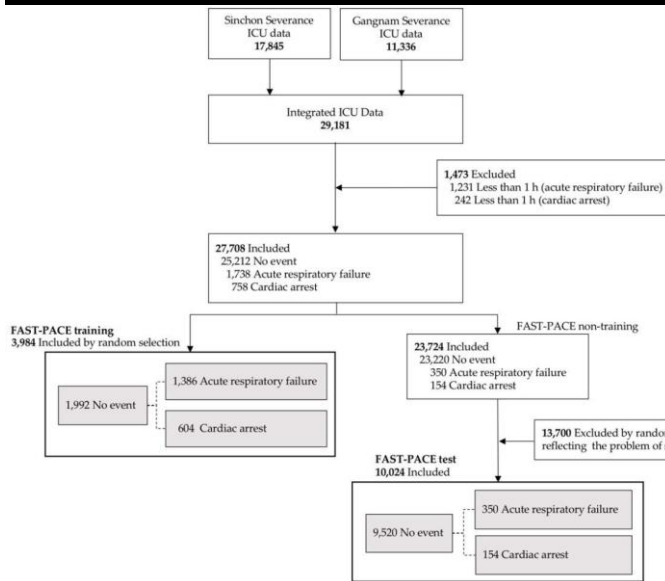 Sinchon Severance
ICU data
17,845
Gangnam Severance
ICU data
11,336
Integrated ICU Data
29,181
1,473 Excluded
1,231 Less than 1 h (acute respiratory failure)
242 Less than 1 h (cardiac arrest)
27,708 Included
25,212 No event
1,738 Acute respiratory failure
758 Cardiac arrest
FAST-PACE training
3,984 Included by random selection
1,992 No event
1,386 Acute respiratory failure
604 Cardiac arrest
FAST-PACE non-training
23,724 Included
23,220 No event
350 Acute respiratory failure
154 Cardiac arrest
13,700 Excluded by random
reflecting the problem of
FAST-PACE test
10,024 Included
9,520 No event
350 Acute respiratory failure
154 Cardiac arrest